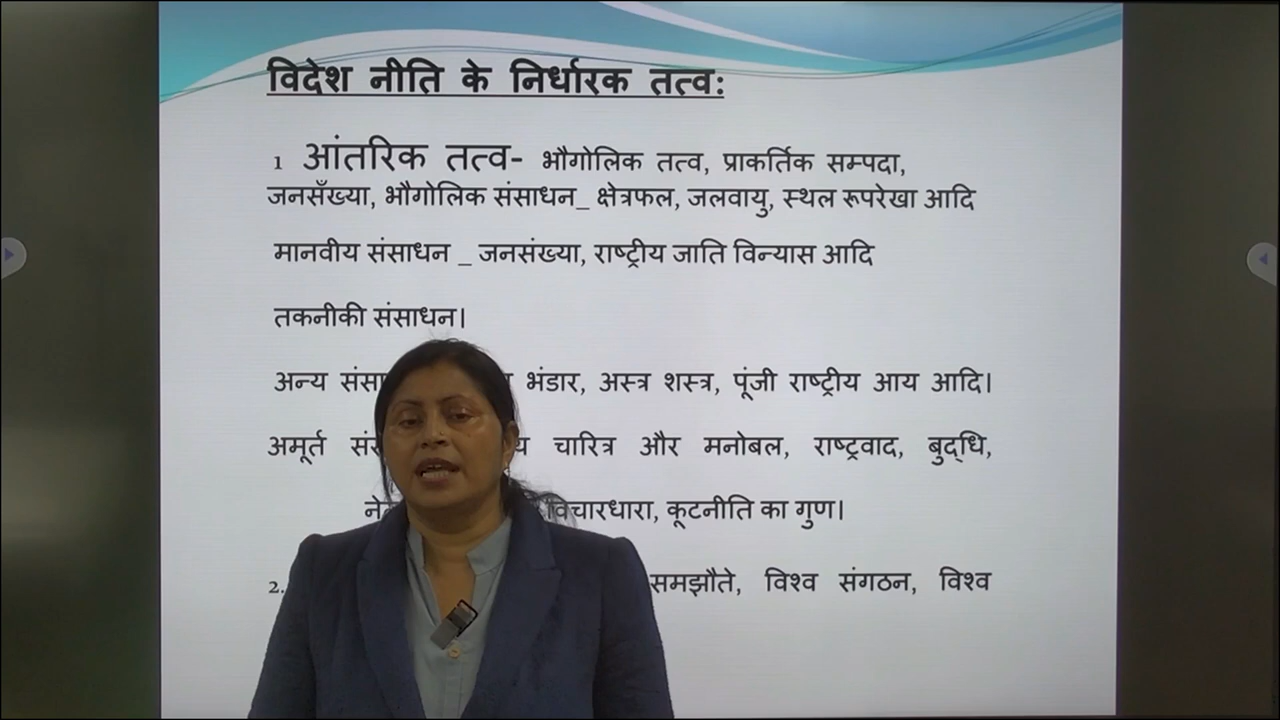 विदेश नीति के निर्धारक तत्व:
1 आंतरिक तत्व- भौगोलिक तत्व, प्राकर्तिक सम्पदा,
जनसँख्या, भौगोलिक संसाधन_ क्षेत्रफल, जलवायु, स्थल रूपरेखा आदि
मानवीय संसाधन _ जनसंख्या, राष्ट्रीय जाति विन्यास आदि
तकनीकी संसाधन।
अन्य भंडार, अस्त्र शस्त्र, पूंजी राष्ट्रीय आय आदि।
अमूर्त चारित्र और मनोबल, राष्ट्रवाद, बुद्धि,
विचारधारा, कूटनीति का गुण।
2. समझौते, विश्व संगठन, विश्व